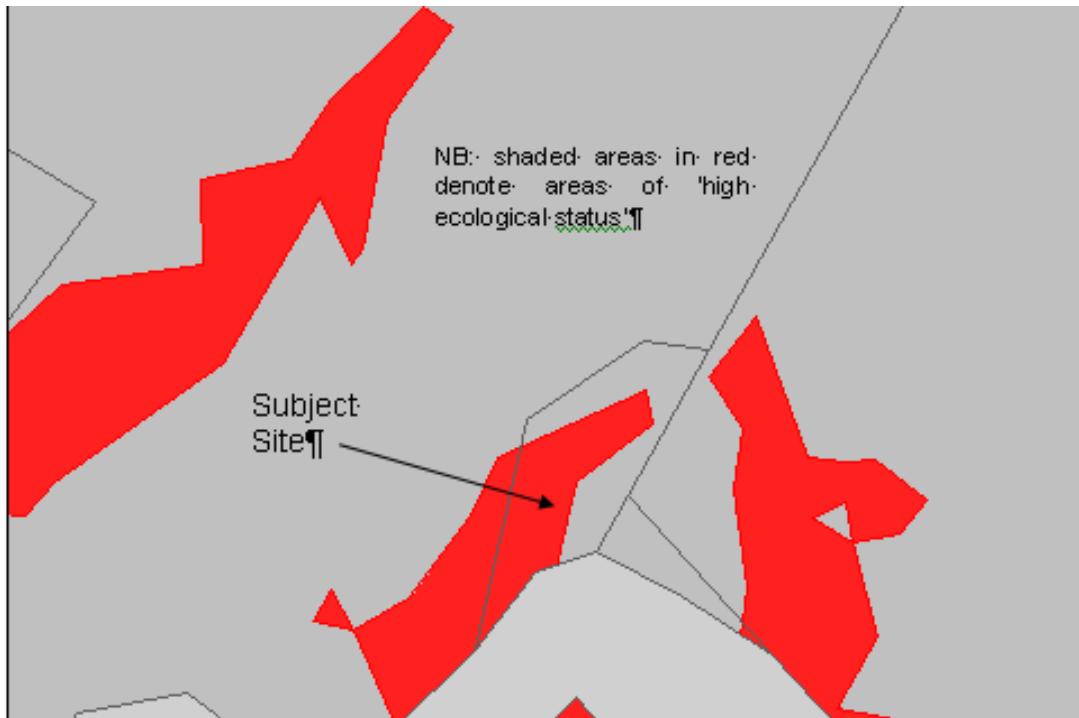 NB:· shaded· areas· in· red·
denote· areas· of· 'high·
ecological·status'¶
Subject·
Site¶